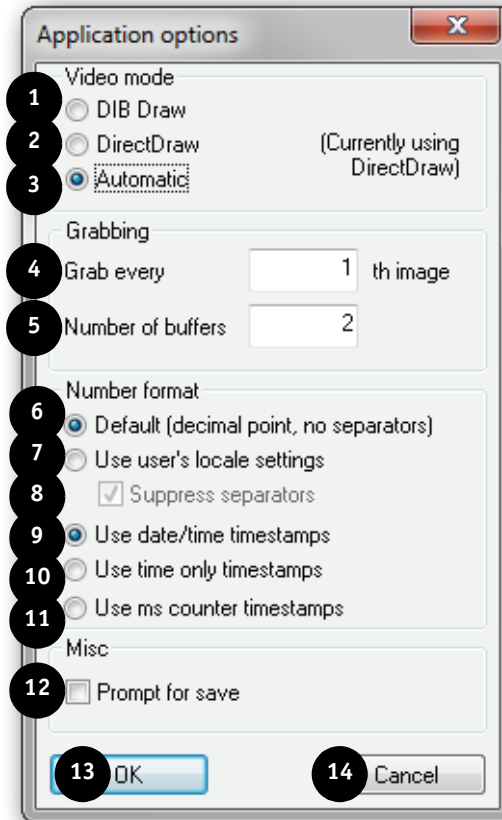 Application options
Video mode
1 DIB Draw
2 DirectDraw (Currently using
3 Automatic DirectDraw)
Grabbing
4 Grab every 1 th image
5 Number of buffers 2
Number format
6 Default (decimal point, no separators)
7 Use user's locale settings
8 Suppress separators
9 Use date/time timestamps
10 Use time only timestamps
11 Use ms counter timestamps
Misc
12 Prompt for save
13 OK 14 Cancel